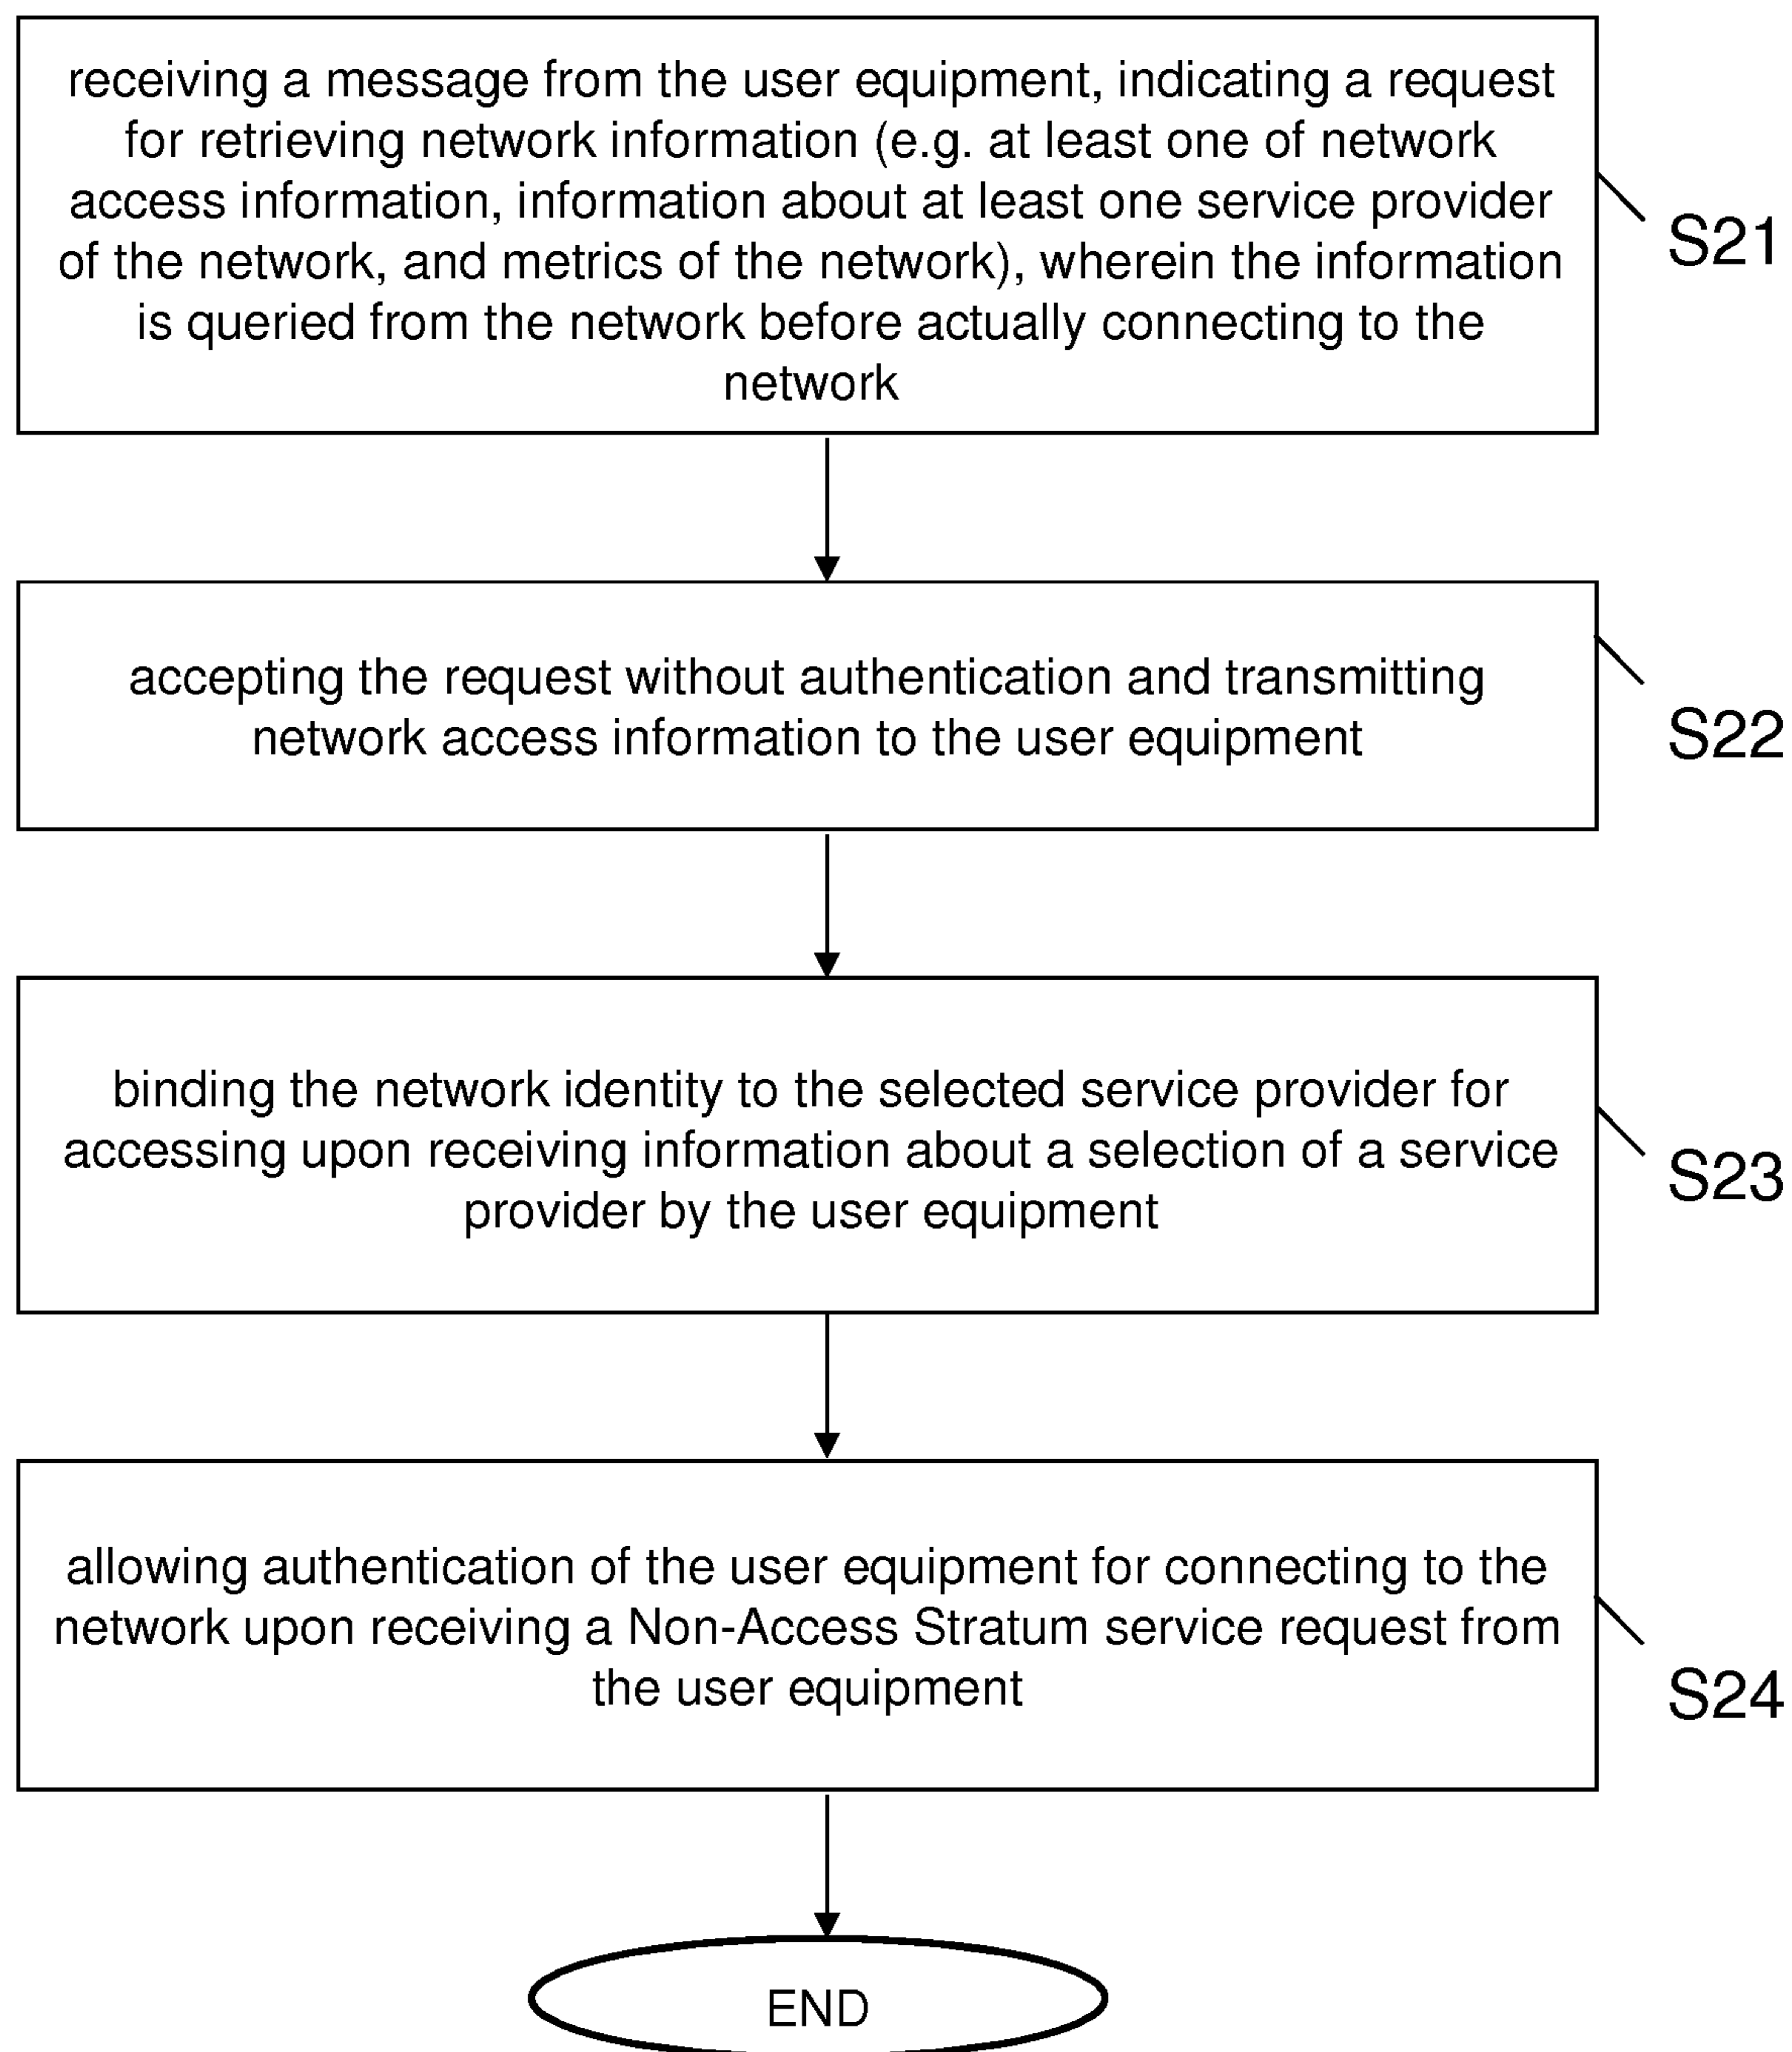 receiving a message from the user equipment, indicating a request
for retrieving network information (e.g. at least one of network
access information, information about at least one service provider
of the network, and metrics of the network), wherein the information
is queried from the network before actually connecting to the
network
S21
accepting the request without authentication and transmitting
network access information to the user equipment
S22
binding the network identity to the selected service provider for
accessing upon receiving information about a selection of a service
provider by the user equipment
S23
allowing authentication of the user equipment for connecting to the
network upon receiving a Non-Access Stratum service request from
the user equipment
S24
END